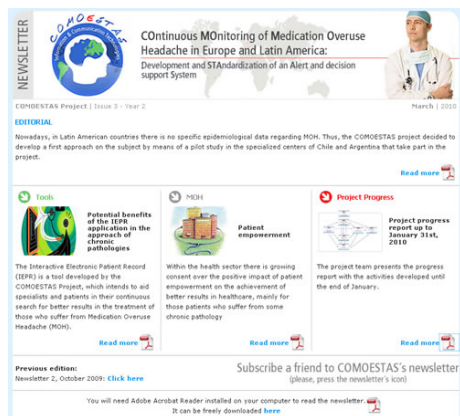 NEWSLETTER
COMOESTAS
Information & Communication Technologies
COntinuous MOnitoring of Medication Overuse
Headache in Europe and Latin America:
Development and STAndardization of an Alert and decision
support System
COMOESTAS Project | Issue 3 - Year 2
March | 2010
EDITORIAL
Nowadays, in Latin American countries there is no specific epidemiological data regarding MOH. Thus, the COMOESTAS project decided to
develop a first approach on the subject by means of a pilot study in the specialized centers of Chile and Argentina that take part in the
project.
Read more
Tools
Potential benefits
of the IEPR
application in the
approach of
chronic
pathologies
The Interactive Electronic Patient Record
(IEPR) is a tool developed by the
COMOESTAS Project, which intends to aid
specialists and patients in their continuous
search for better results in the treatment of
those who suffer from Medication Overuse
Headache (MOH).
Read more
MOH
Patient
empowerment
Within the health sector there is growing
consent over the positive impact of patient
empowerment on the achievement of
better results in healthcare, mainly for
those patients who suffer from some
chronic pathology
Read more
Project Progress
Project progress
report up to
January 31st,
2010
The project team presents the progress
report with the activities developed until
the end of January.
Read more
Previous edition:
Newsletter 2, October 2009: Click here
Subscribe a friend to COMOESTAS´s newsletter
(please, press the newsletter's icon)
You will need Adobe Acrobat Reader installed on your computer to read the newsletter.
It can be freely downloaded here